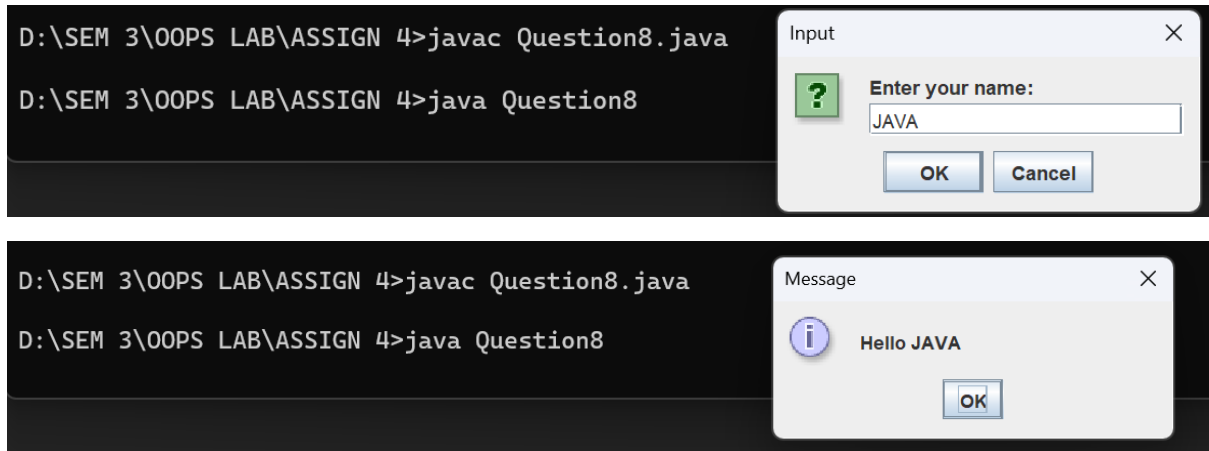 D:\SEM 3\OOPS LAB\ASSIGN 4>javac Question8.java
D:\SEM 3\OOPS LAB\ASSIGN 4>java Question8
Input
?
Enter your name:
JAVA
OK Cancel
D:\SEM 3\OOPS LAB\ASSIGN 4>javac Question8.java
D:\SEM 3\OOPS LAB\ASSIGN 4>java Question8
Message
i
Hello JAVA
OK